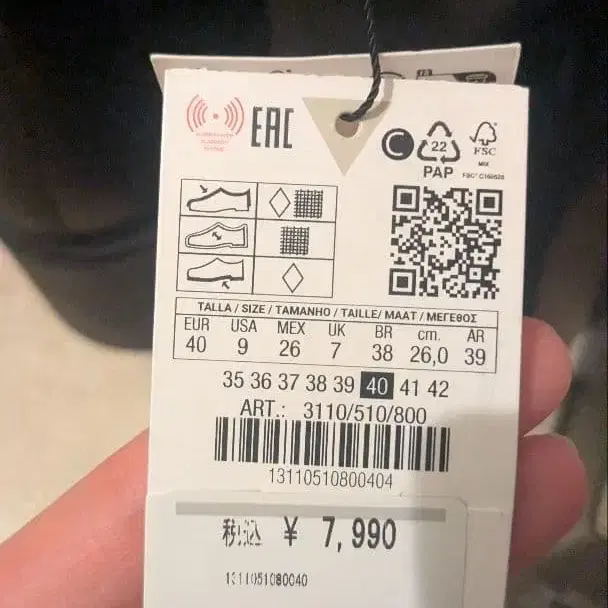 EAC
C
22
PAP
FSC
MIX
TALLA / SIZE / TAMANHO / TAILLE/ MAAT / ΜΕΓΕΘΟΣ
EUR USA MEX UK BR cm. AR
40 9 26 7 38 26,0 39
35 36 37 38 39 40 41 42
ART.: 3110/510/800
13110510800404
税込 ¥ 7,990
1311051080040